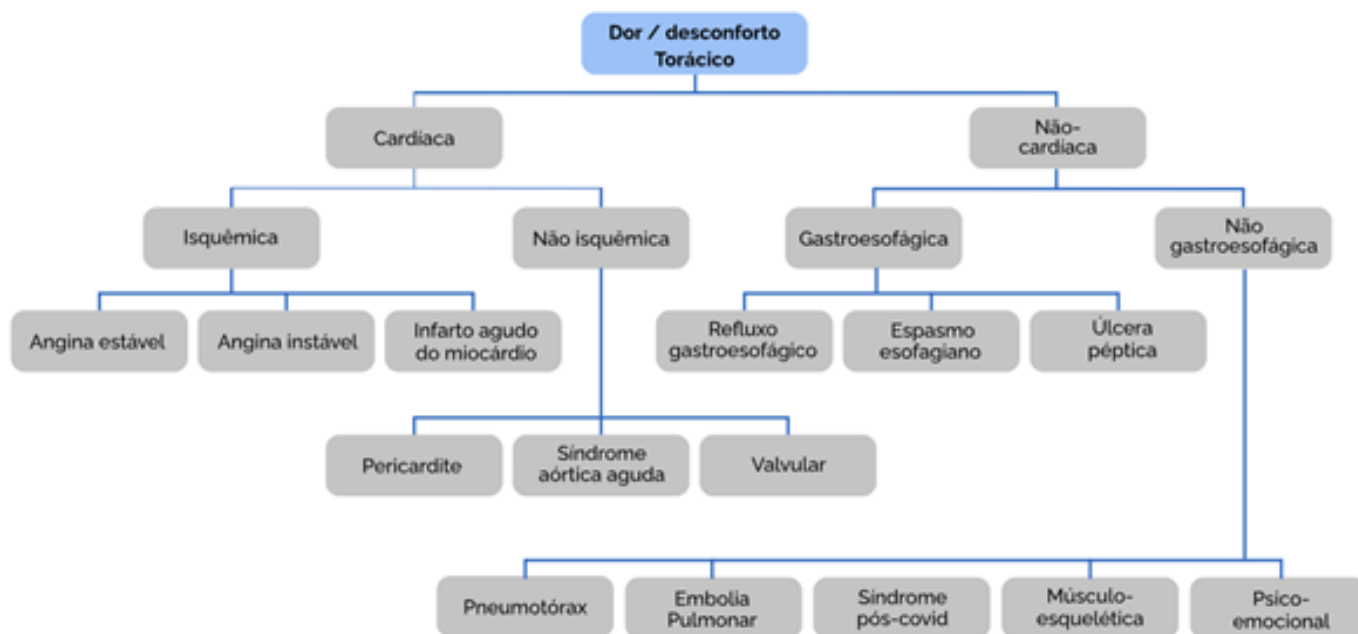 Dor / desconforto
Torácico
Cardíaca
Não-
cardíaca
Isquêmica
Não isquêmica
Gastroesofágica
Não
gastroesofágica
Angina estável
Angina instável
Infarto agudo
do miocárdio
Refluxo
gastroesofágico
Espasmo
esofagiano
Úlcera
péptica
Pericardite
Síndrome
aórtica aguda
Valvular
Pneumotórax
Embolia
Pulmonar
Síndrome
pós-covid
Músculo-
esquelética
Psico-
emocional